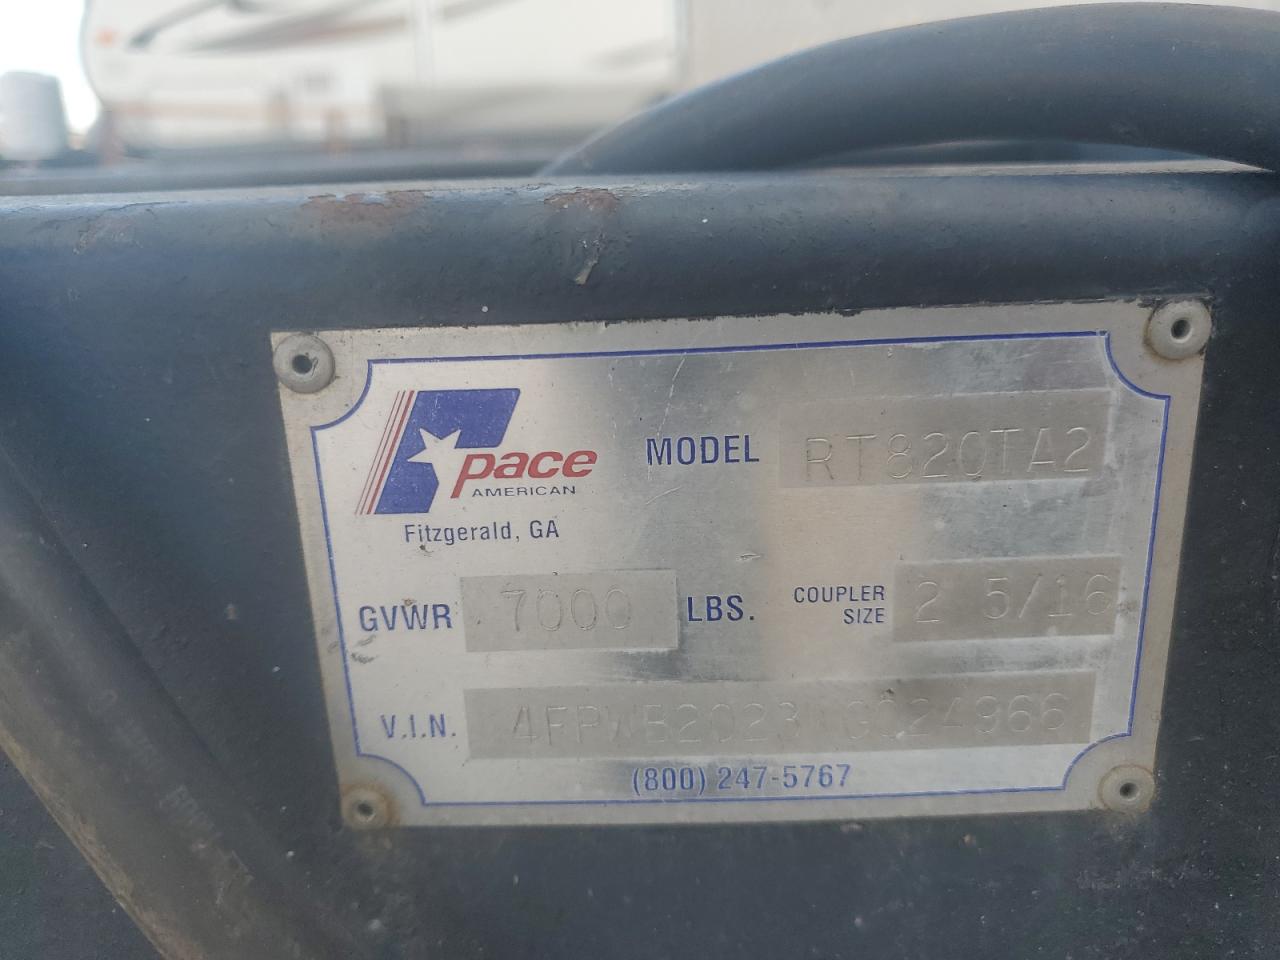 pace
AMERICAN
Fitzgerald, GA
MODEL RT820TA2
GVWR 7000 LBS.
COUPLER SIZE 2 5/16
V.I.N.
(800) 247-5767